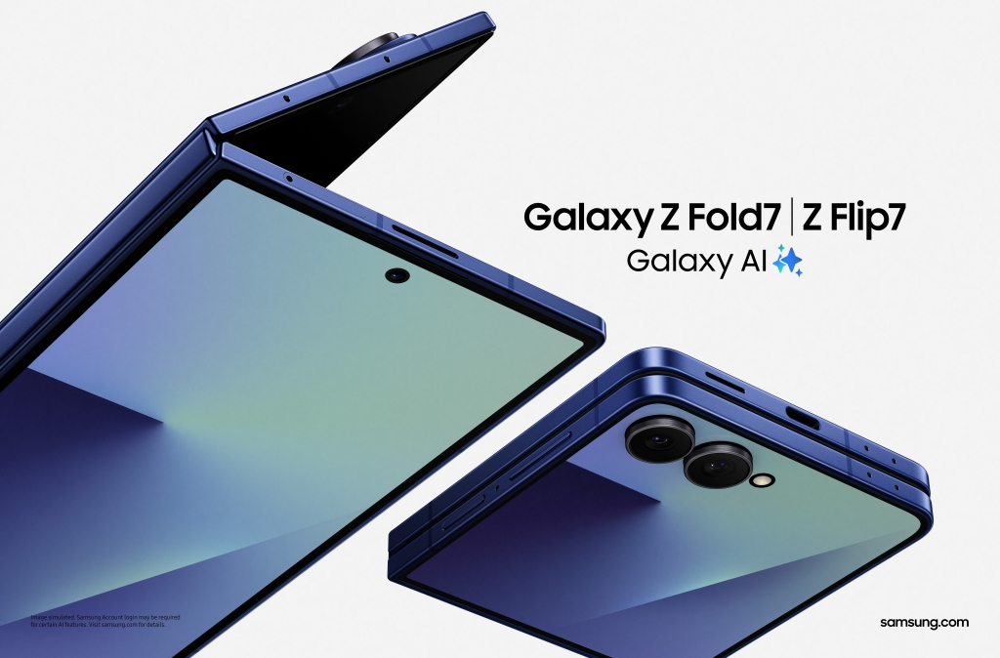 Galaxy Z Fold7 | Z Flip7
Galaxy AI
Image simulated. Samsung Account login may be required
for certain AI features. Visit samsung.com for details.
samsung.com